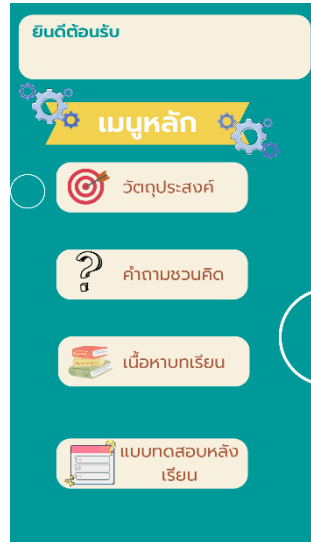 ยินดีต้อนรับ
เมนูหลัก
วัตถุประสงค์
คำถามชวนคิด
เนื้อหาบทเรียน
แบบทดสอบหลัง
เรียน